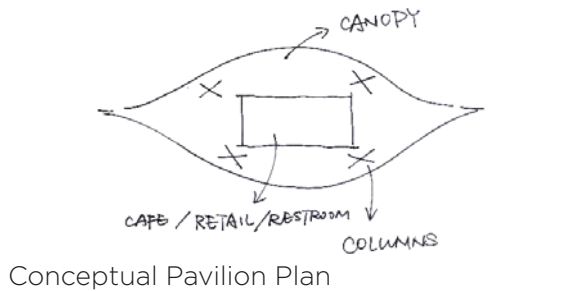 CANOPY
CAFE / RETAIL/RESTROOM
COLUMNS
Conceptual Pavilion Plan